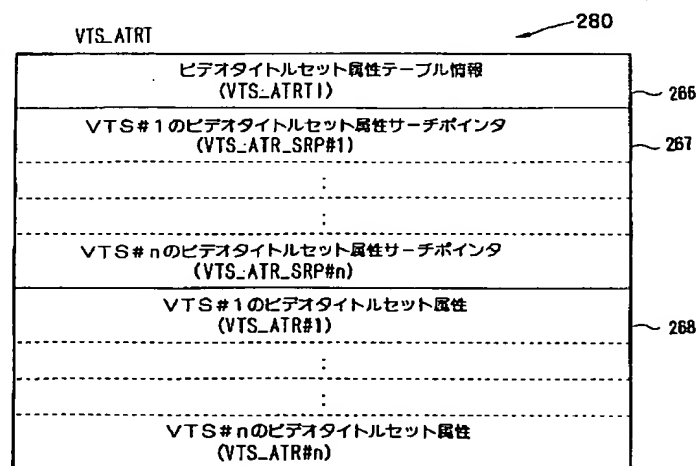 VTS_ATRT
280
ビデオタイトルセット属性テーブル情報
(VTS_ATRTI)
266
VTS#1のビデオタイトルセット属性サーチポインタ
(VTS_ATR_SRP#1)
267
:
:
VTS#nのビデオタイトルセット属性サーチポインタ
(VTS_ATR_SRP#n)
VTS#1のビデオタイトルセット属性
(VTS_ATR#1)
268
:
:
VTS#nのビデオタイトルセット属性
(VTS_ATR#n)